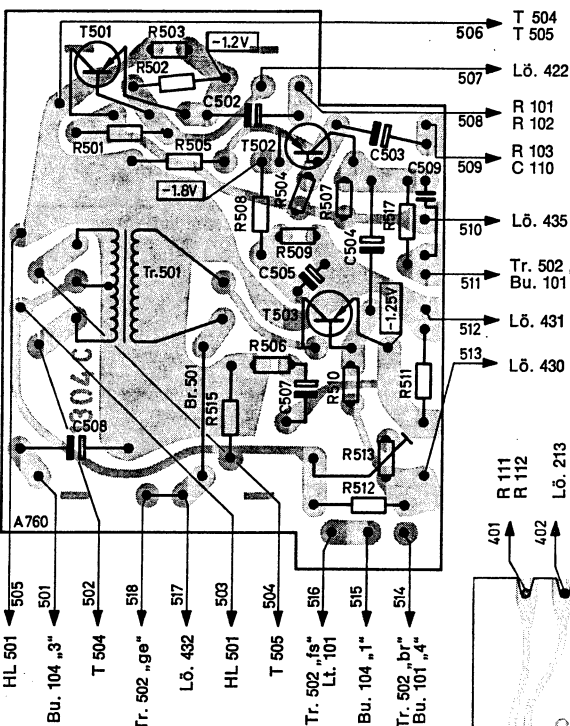 T 504
506 T 505
T501
R503
-1.2V
R502
507 Lö. 422
C502
R 101
508 R 102
R501
R505
T502
C503
R 103
509 C 110
-1.8V
R504
R507
C509
R508
R517
510 Lö. 435
R509
C504
Tr.501
C505
Tr. 502
511 Bu. 101
T503
-1.25V
512 Lö. 431
R506
513 Lö. 430
304 C
Br.501
R515
C507
R510
R511
C508
R513
R512
R 111
R 112
Lö. 213
401
402
A760
505
501
502
518
517
503
504
516
515
514
HL 501
Bu. 104 „3"
T 504
Tr. 502 „ge"
Lö. 432
HL 501
T 505
Tr. 502 „fs"
Lt. 101
Bu. 104 „1"
Tr. 502 „br"
Bu. 101 „4"